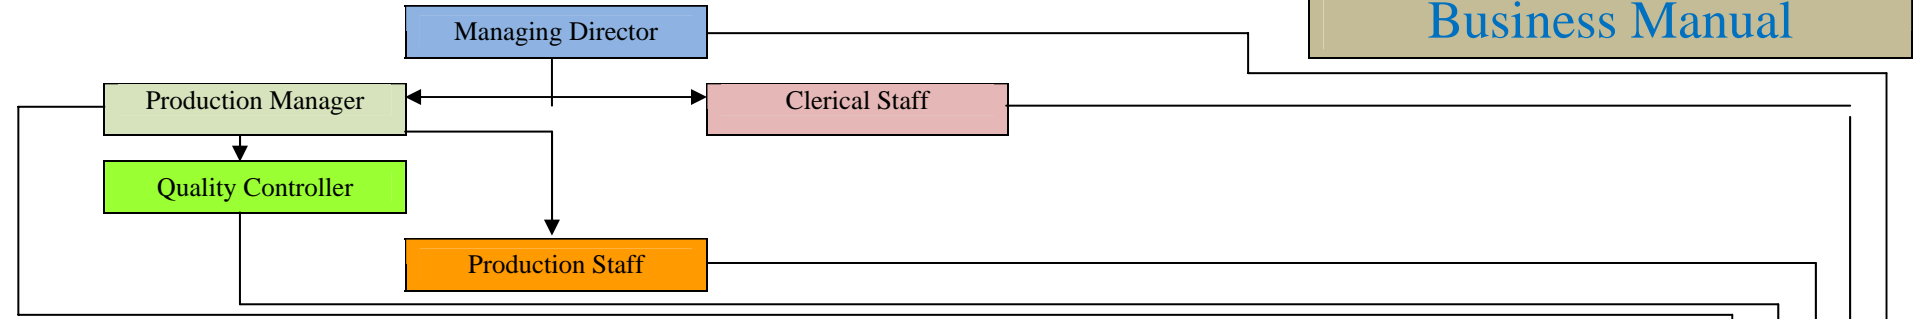 Business Manual
Managing Director
Production Manager
Clerical Staff
Quality Controller
Production Staff